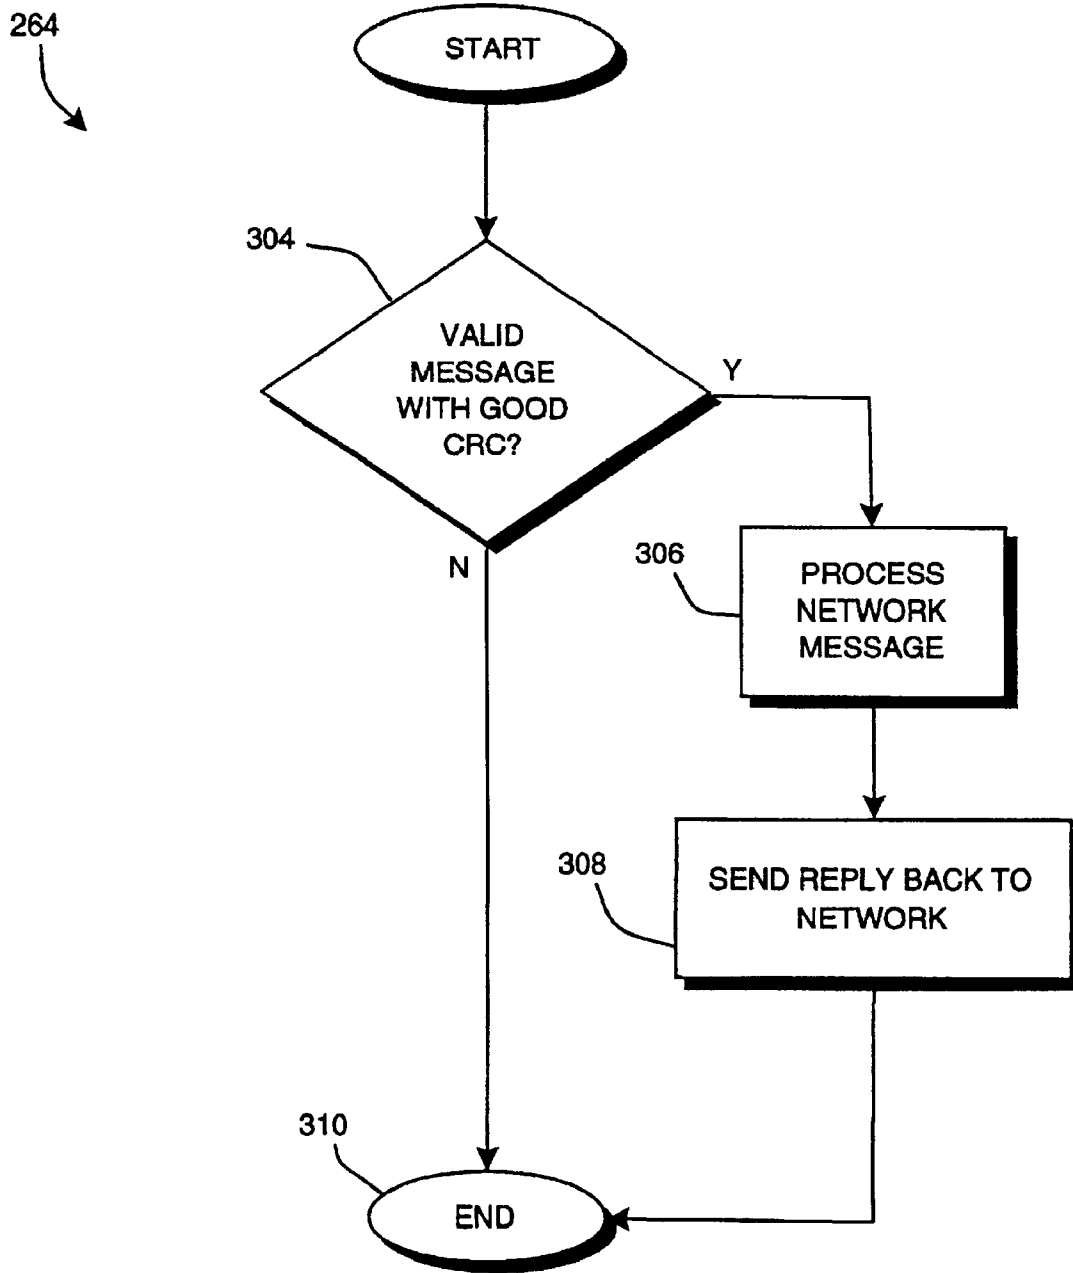 264
START
304
VALID
MESSAGE
WITH GOOD
CRC?
Y
N
306
PROCESS
NETWORK
MESSAGE
308
SEND REPLY BACK TO
NETWORK
310
END